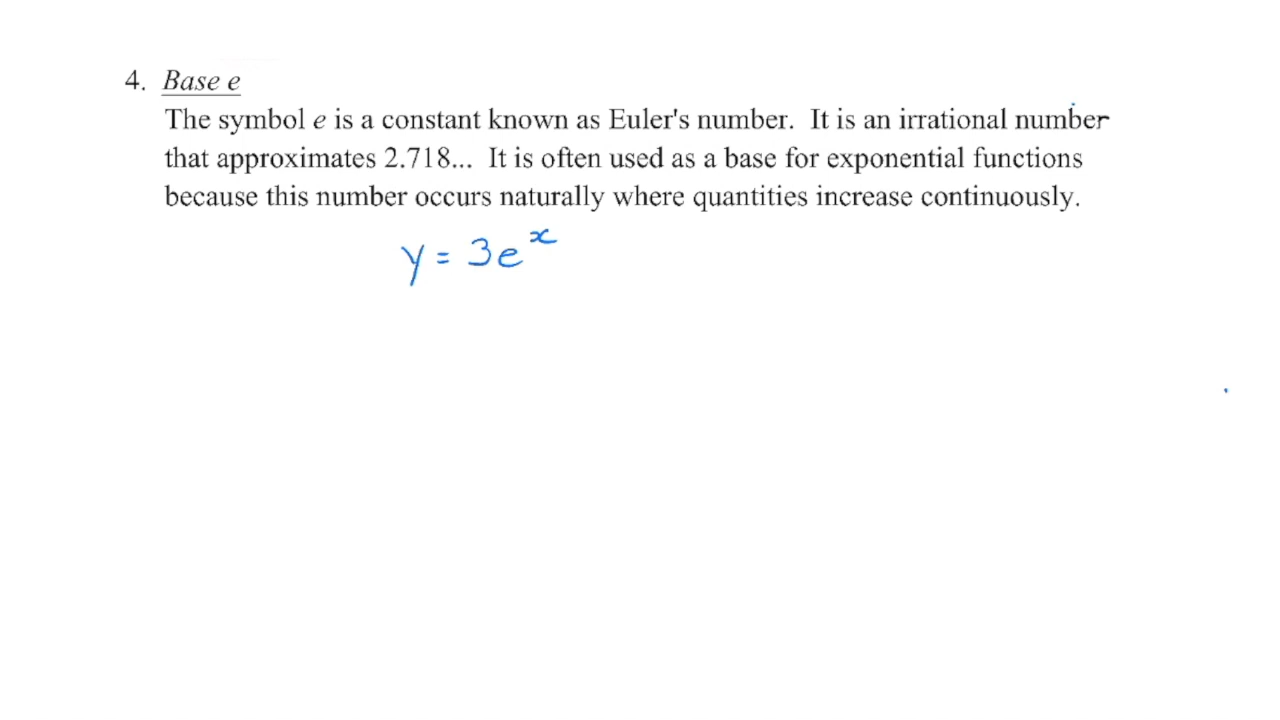 4. Base e
The symbol e is a constant known as Euler's number. It is an irrational number
that approximates 2.718... It is often used as a base for exponential functions
because this number occurs naturally where quantities increase continuously.
y = 3e^x